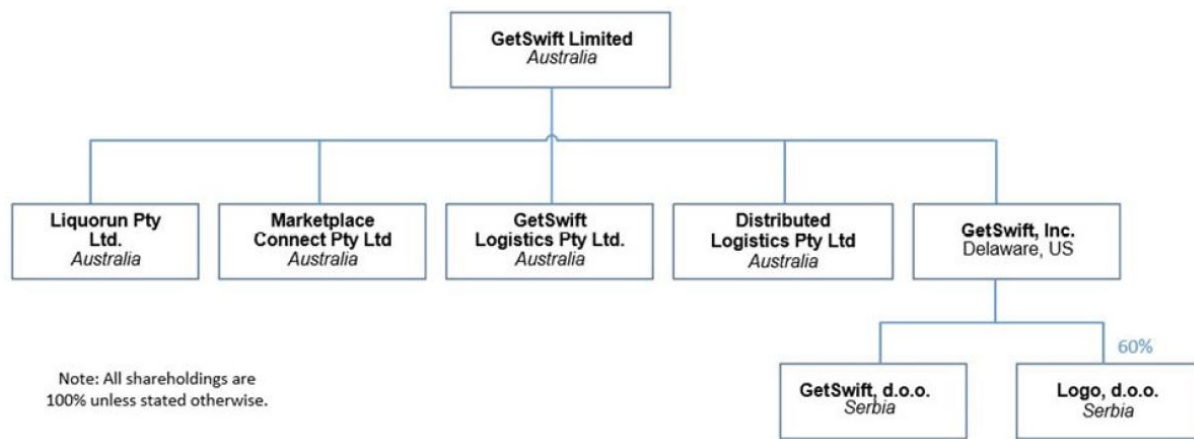 GetSwift Limited
Australia
Liquorun Pty
Ltd.
Australia
Marketplace
Connect Pty Ltd
Australia
GetSwift
Logistics Pty Ltd.
Australia
Distributed
Logistics Pty Ltd
Australia
GetSwift, Inc.
Delaware, US
60%
GetSwift, d.o.o.
Serbia
Logo, d.o.o.
Serbia
Note: All shareholdings are
100% unless stated otherwise.